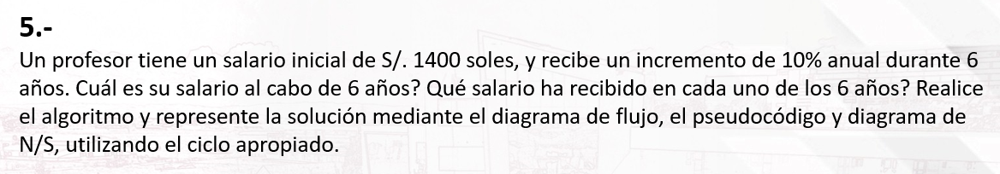 5.-
Un profesor tiene un salario inicial de S/. 1400 soles, y recibe un incremento de 10% anual durante 6
años. Cuál es su salario al cabo de 6 años? Qué salario ha recibido en cada uno de los 6 años? Realice
el algoritmo y represente la solución mediante el diagrama de flujo, el pseudocódigo y diagrama de
N/S, utilizando el ciclo apropiado.